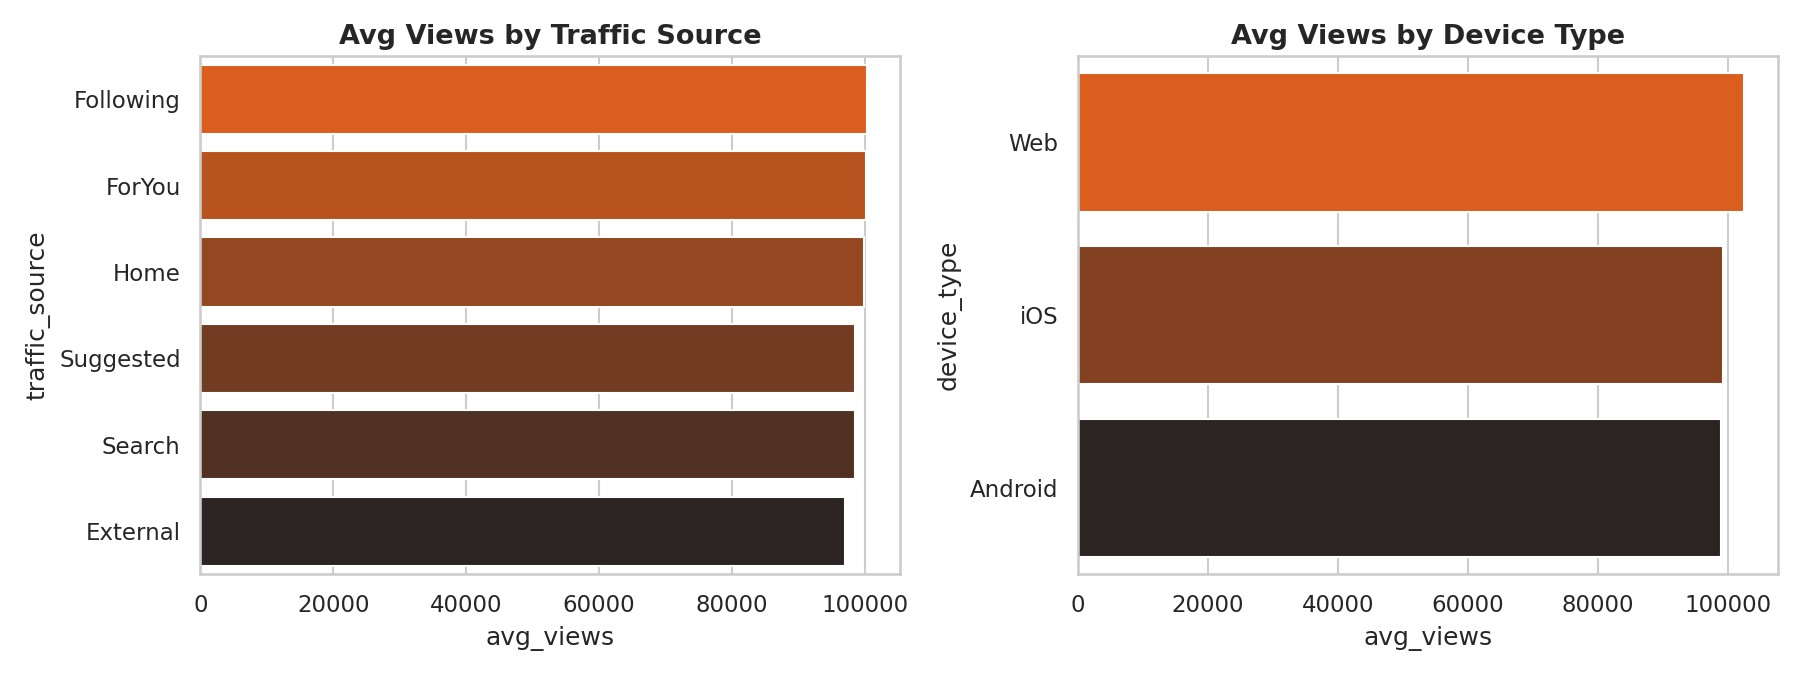 Avg Views by Traffic Source
traffic_source
Following
ForYou
Home
Suggested
Search
External
0 20000 40000 60000 80000 100000
avg_views
Avg Views by Device Type
device_type
Web
iOS
Android
0 20000 40000 60000 80000 100000
avg_views